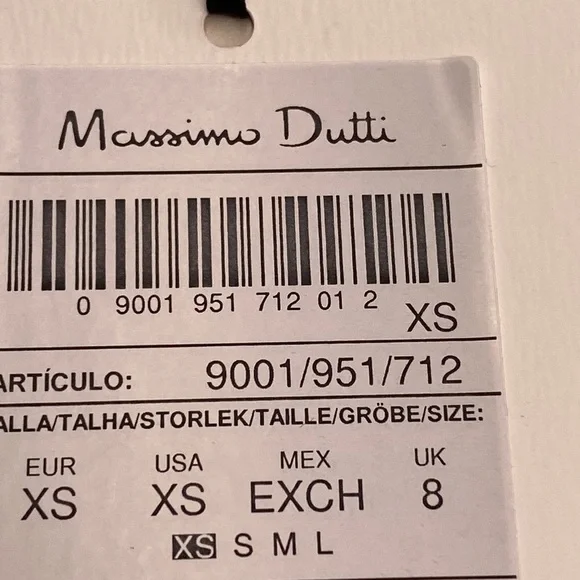 Massimo Dutti
0 9001 951 712 01 2
XS
ARTÍCULO: 9001/951/712
ALLA/TALHA/STORLEK/TAILLE/GRÖBE/SIZE:
EUR USA MEX UK
XS XS EXCH 8
XS S M L